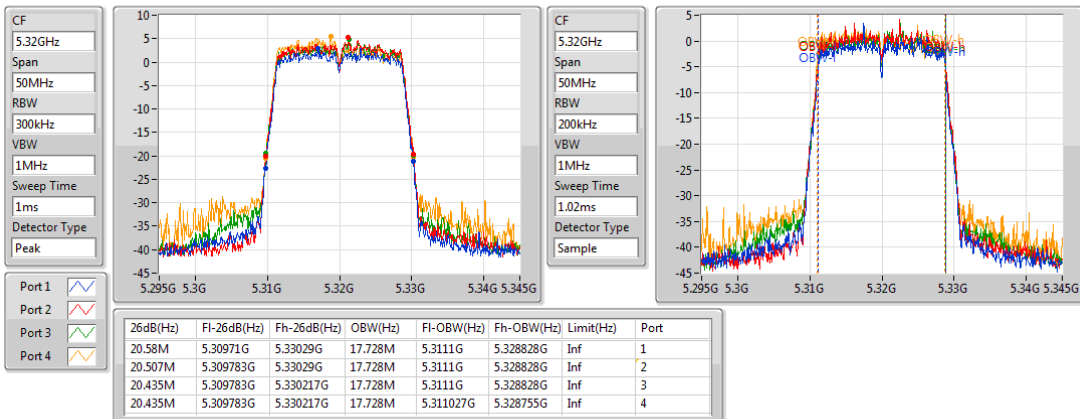 CF
5.32GHz
Span
50MHz
RBW
300kHz
VBW
1MHz
Sweep Time
1ms
Detector Type
Peak
10
5
0
-5
-10
-15
-20
-25
-30
-35
-40
-45
5.295G 5.3G 5.31G 5.32G 5.33G 5.34G 5.345G
CF
5.32GHz
Span
50MHz
RBW
200kHz
VBW
1MHz
Sweep Time
1.02ms
Detector Type
Sample
5
0
-5
-10
-15
-20
-25
-30
-35
-40
-45
5.295G 5.3G 5.31G 5.32G 5.33G 5.34G 5.345G
Port 1
Port 2
Port 3
Port 4
26dB(Hz) Fl-26dB(Hz) Fh-26dB(Hz) OBW(Hz) Fl-OBW(Hz) Fh-OBW(Hz) Limit(Hz) Port
20.58M 5.30971G 5.33029G 17.728M 5.3111G 5.328828G Inf 1
20.507M 5.309783G 5.33029G 17.728M 5.3111G 5.328828G Inf 2
20.435M 5.309783G 5.330217G 17.728M 5.3111G 5.328828G Inf 3
20.435M 5.309783G 5.330217G 17.728M 5.311027G 5.328755G Inf 4